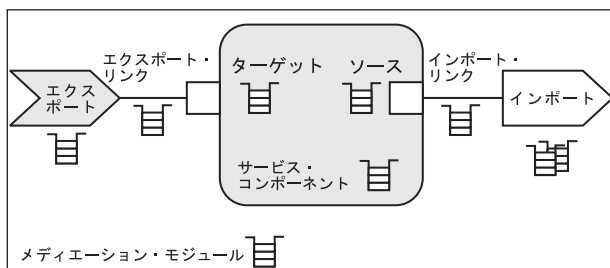 エクスポート・
リンク
ターゲット
ソース
インポート・
リンク
エクス
ポート
インポート
サービス・
コンポーネント
メディエーション・モジュール